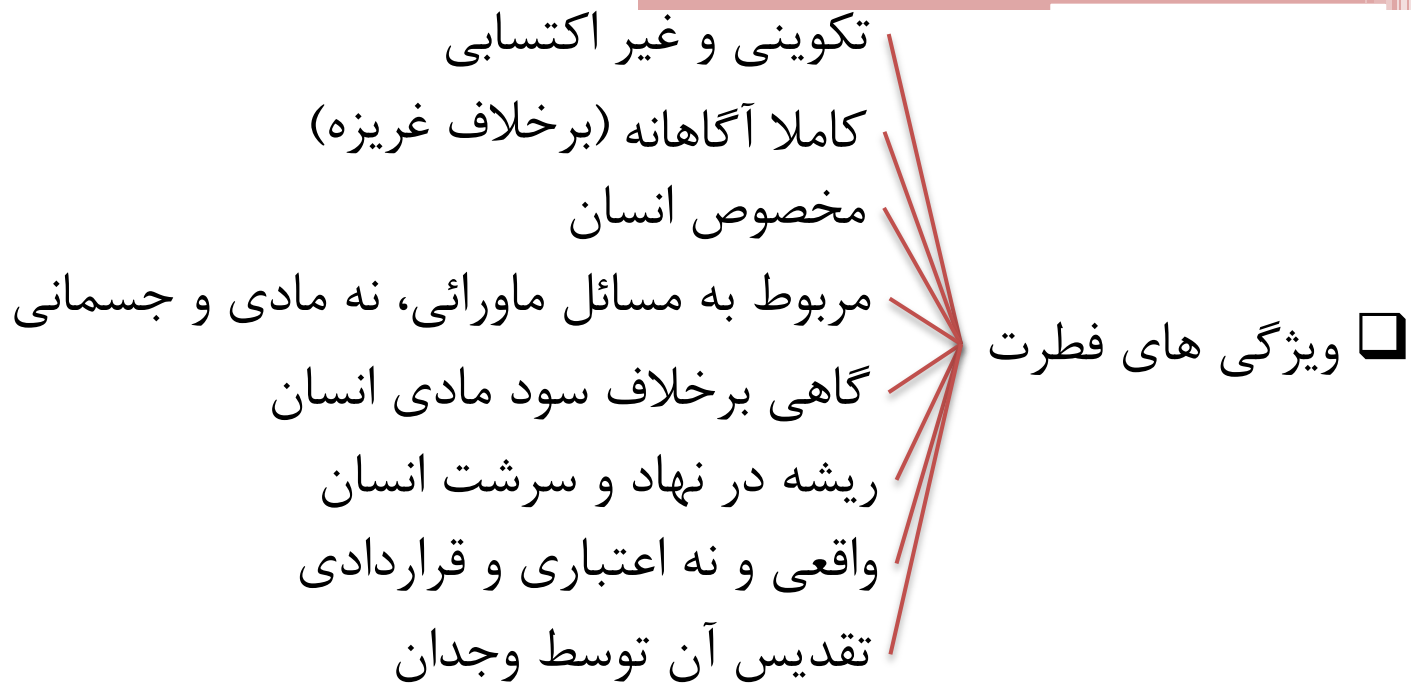 ویژگی های فطرت
تکوینی و غیر اکتسابی
کاملا آگاهانه (برخلاف غریزه)
مخصوص انسان
مربوط به مسائل ماورائی، نه مادی و جسمانی
گاهی برخلاف سود مادی انسان
ریشه در نهاد و سرشت انسان
واقعی و نه اعتباری و قراردادی
تقدیس آن توسط وجدان